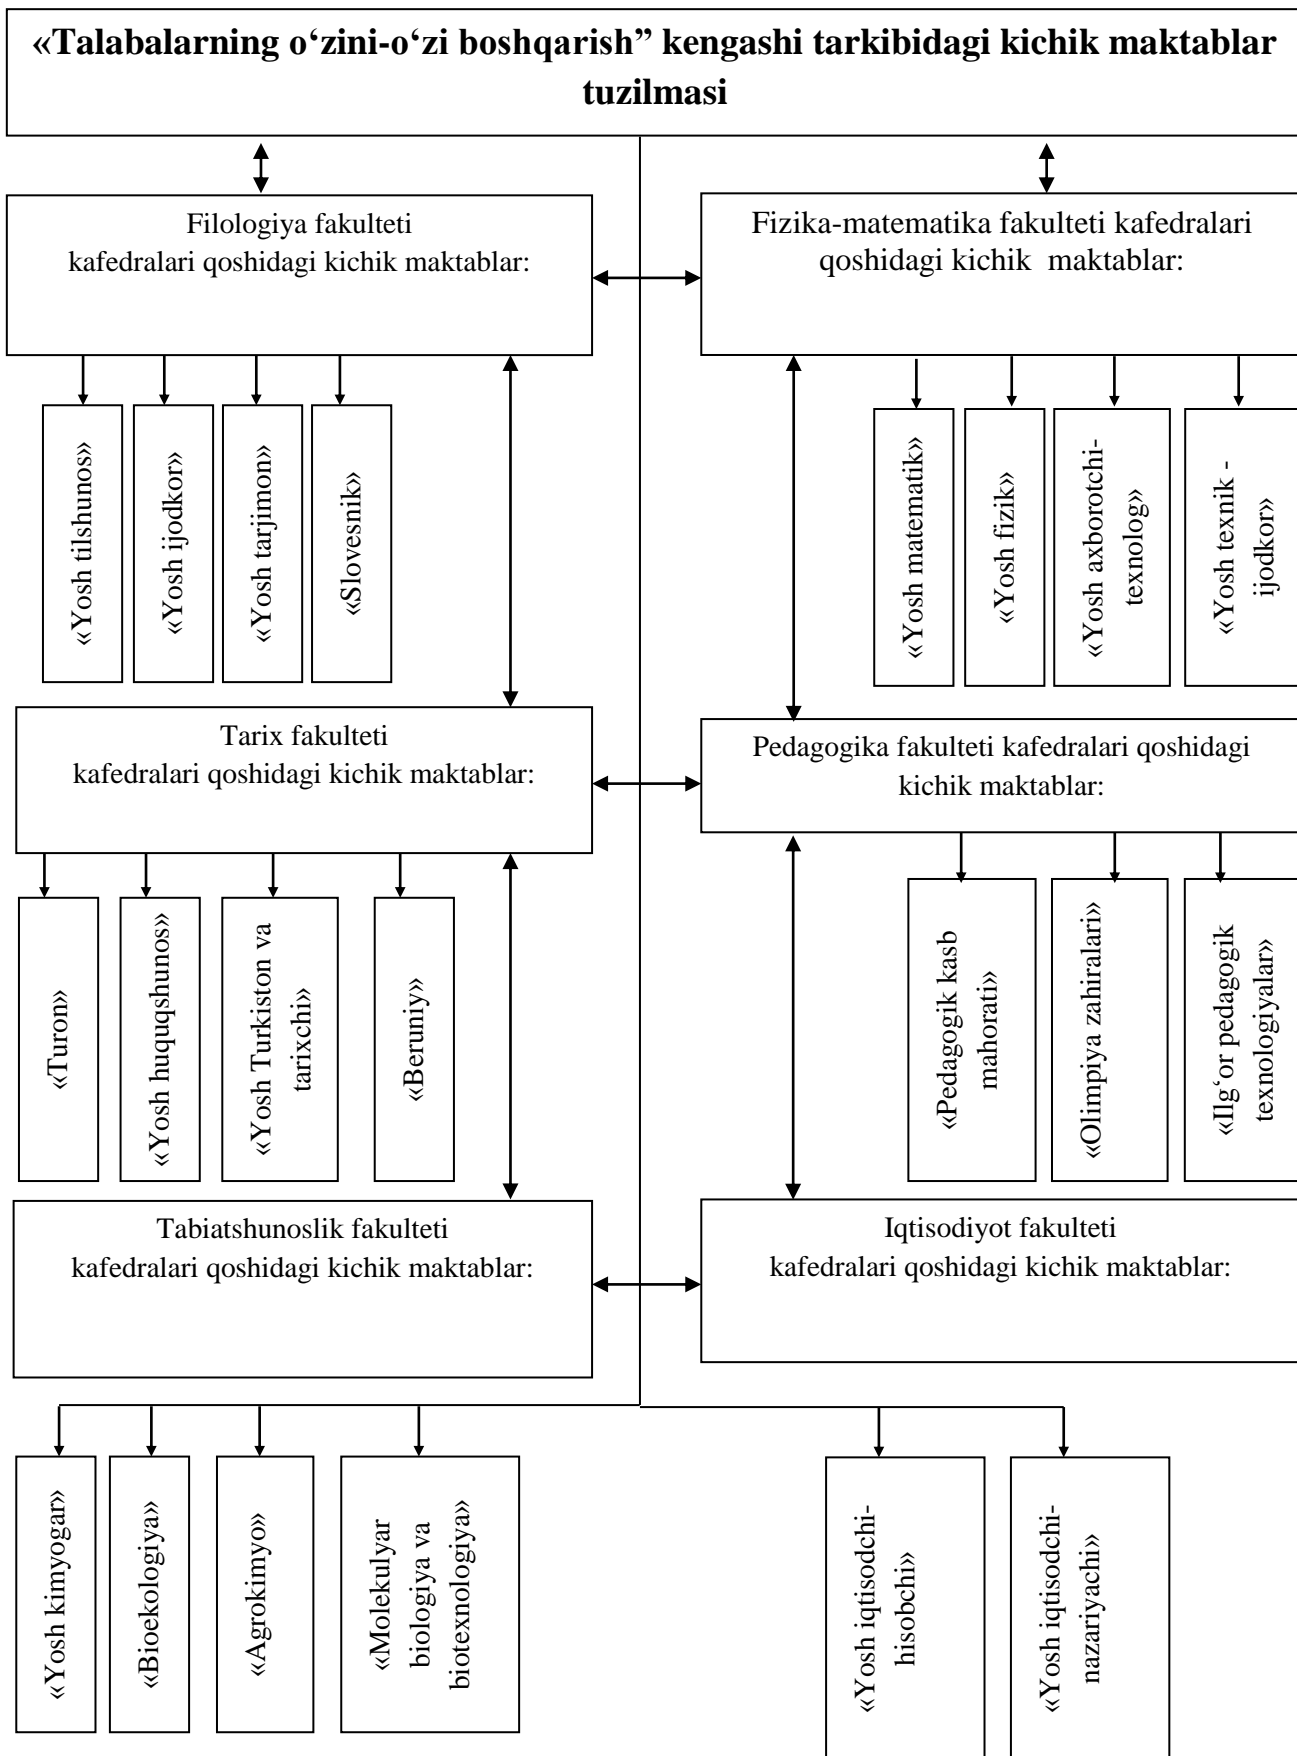 «Talabalarning o‘zini-o‘zi boshqarish” kengashi tarkibidagi kichik maktablar
tuzilmasi
Filologiya fakulteti
kafedralari qoshidagi kichik maktablar:
Fizika-matematika fakulteti kafedralari
qoshidagi kichik  maktablar:
«Yosh tilshunos»
«Yosh ijodkor»
«Yosh tarjimon»
«Slovesnik»
«Yosh matematik»
«Yosh fizik»
«Yosh axborotchi-
texnolog»
«Yosh texnik -
ijodkor»
Tarix fakulteti
kafedralari qoshidagi kichik maktablar:
Pedagogika fakulteti kafedralari qoshidagi
kichik maktablar:
«Turon»
«Yosh huquqshunos»
«Yosh Turkiston va
tarixchi»
«Beruniy»
«Pedagogik kasb
mahorati»
«Olimpiya zahiralari»
«Ilg‘or pedagogik
texnologiyalar»
Tabiatshunoslik fakulteti
kafedralari qoshidagi kichik maktablar:
Iqtisodiyot fakulteti
kafedralari qoshidagi kichik maktablar:
«Yosh kimyogar»
«Bioekologiya»
«Agrokimyo»
«Molekulyar
biologiya va
biotexnologiya»
«Yosh iqtisodchi-
hisobchi»
«Yosh iqtisodchi-
nazariyachi»